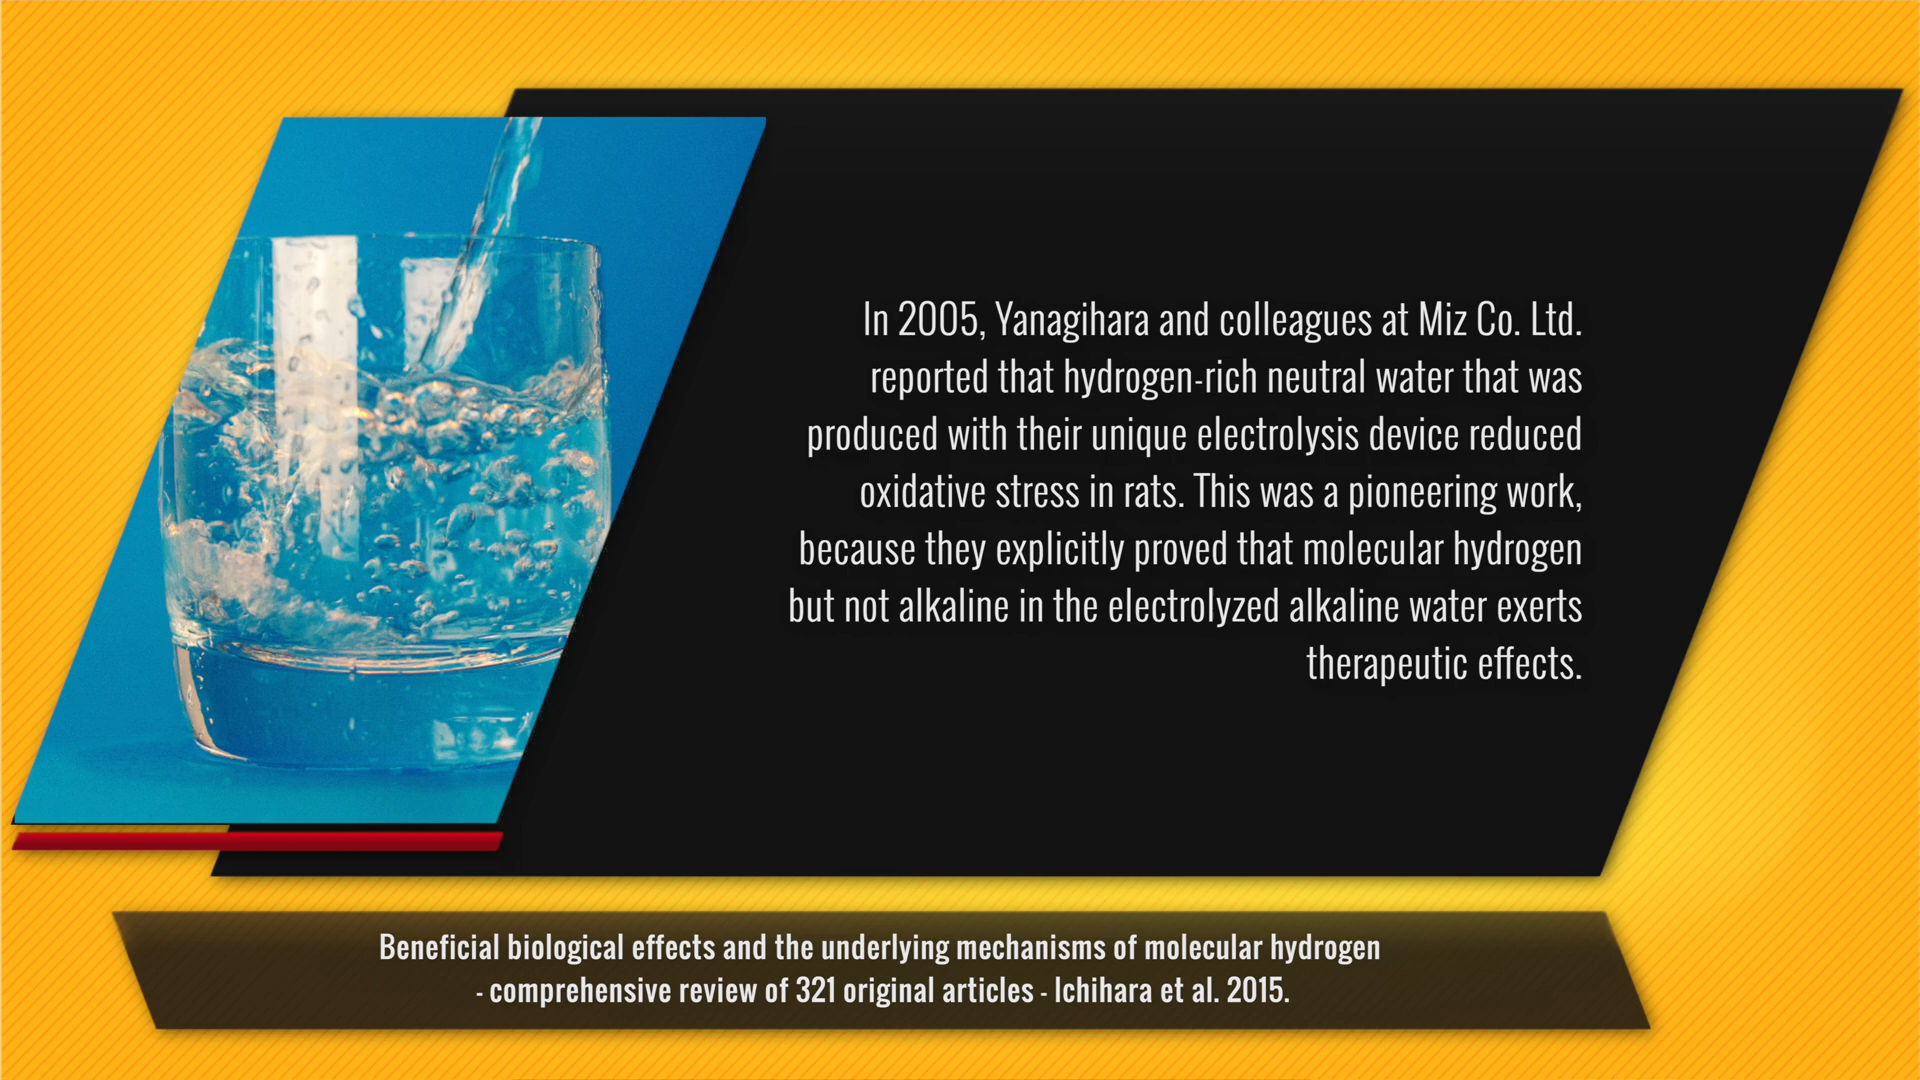 In 2005, Yanagihara and colleagues at Miz Co. Ltd.
reported that hydrogen-rich neutral water that was
produced with their unique electrolysis device reduced
oxidative stress in rats. This was a pioneering work,
because they explicitly proved that molecular hydrogen
but not alkaline in the electrolyzed alkaline water exerts
therapeutic effects.
Beneficial biological effects and the underlying mechanisms of molecular hydrogen
- comprehensive review of 321 original articles - Ichihara et al. 2015.